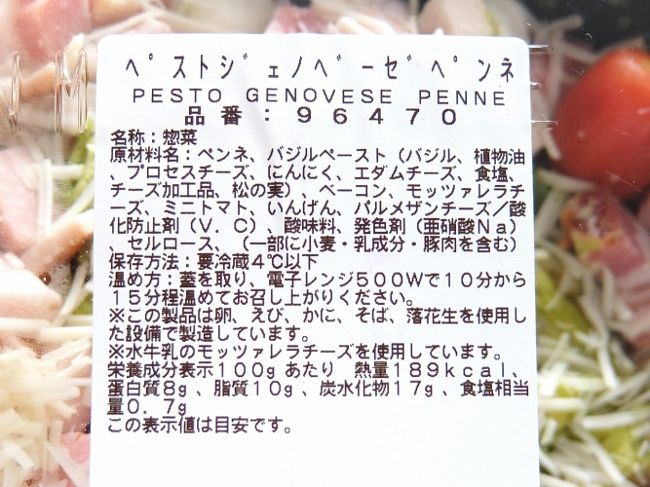 ペストジェノベーゼペンネ
PESTO GENOVESE PENNE
品番：96470
名称：惣菜
原材料名：ペンネ、バジルペースト（バジル、植物油
、プロセスチーズ、にんにく、エダムチーズ、食塩、
チーズ加工品、松の実）、ベーコン、モッツァレラチ
ーズ、ミニトマト、いんげん、パルメザンチーズ／酸
化防止剤（V．C）、酸味料、発色剤（亜硝酸Na）
、セルロース、（一部に小麦・乳成分・豚肉を含む）
保存方法：要冷蔵4℃以下
温め方：蓋を取り、電子レンジ500Wで10分から
15分程温めてお召し上がりください。
※この製品は卵、えび、かに、そば、落花生を使用し
た設備で製造しています。
※水牛乳のモッツァレラチーズを使用しています。
栄養成分表示100gあたり　熱量189kcal、
蛋白質8g、脂質10g、炭水化物17g、食塩相当
量0．7g
この表示値は目安です。